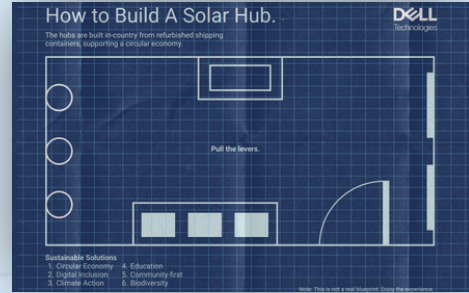 How to Build A Solar Hub.
DELL
Technologies
The hubs are built in-country from refurbished shipping
containers, supporting a circular economy.
Pull the levers.
Sustainable Solutions
1. Circular Economy
2. Digital Inclusion
3. Climate Action
4. Education
5. Community-first
6. Biodiversity
Note: This is not a real blueprint. Enjoy the experience.